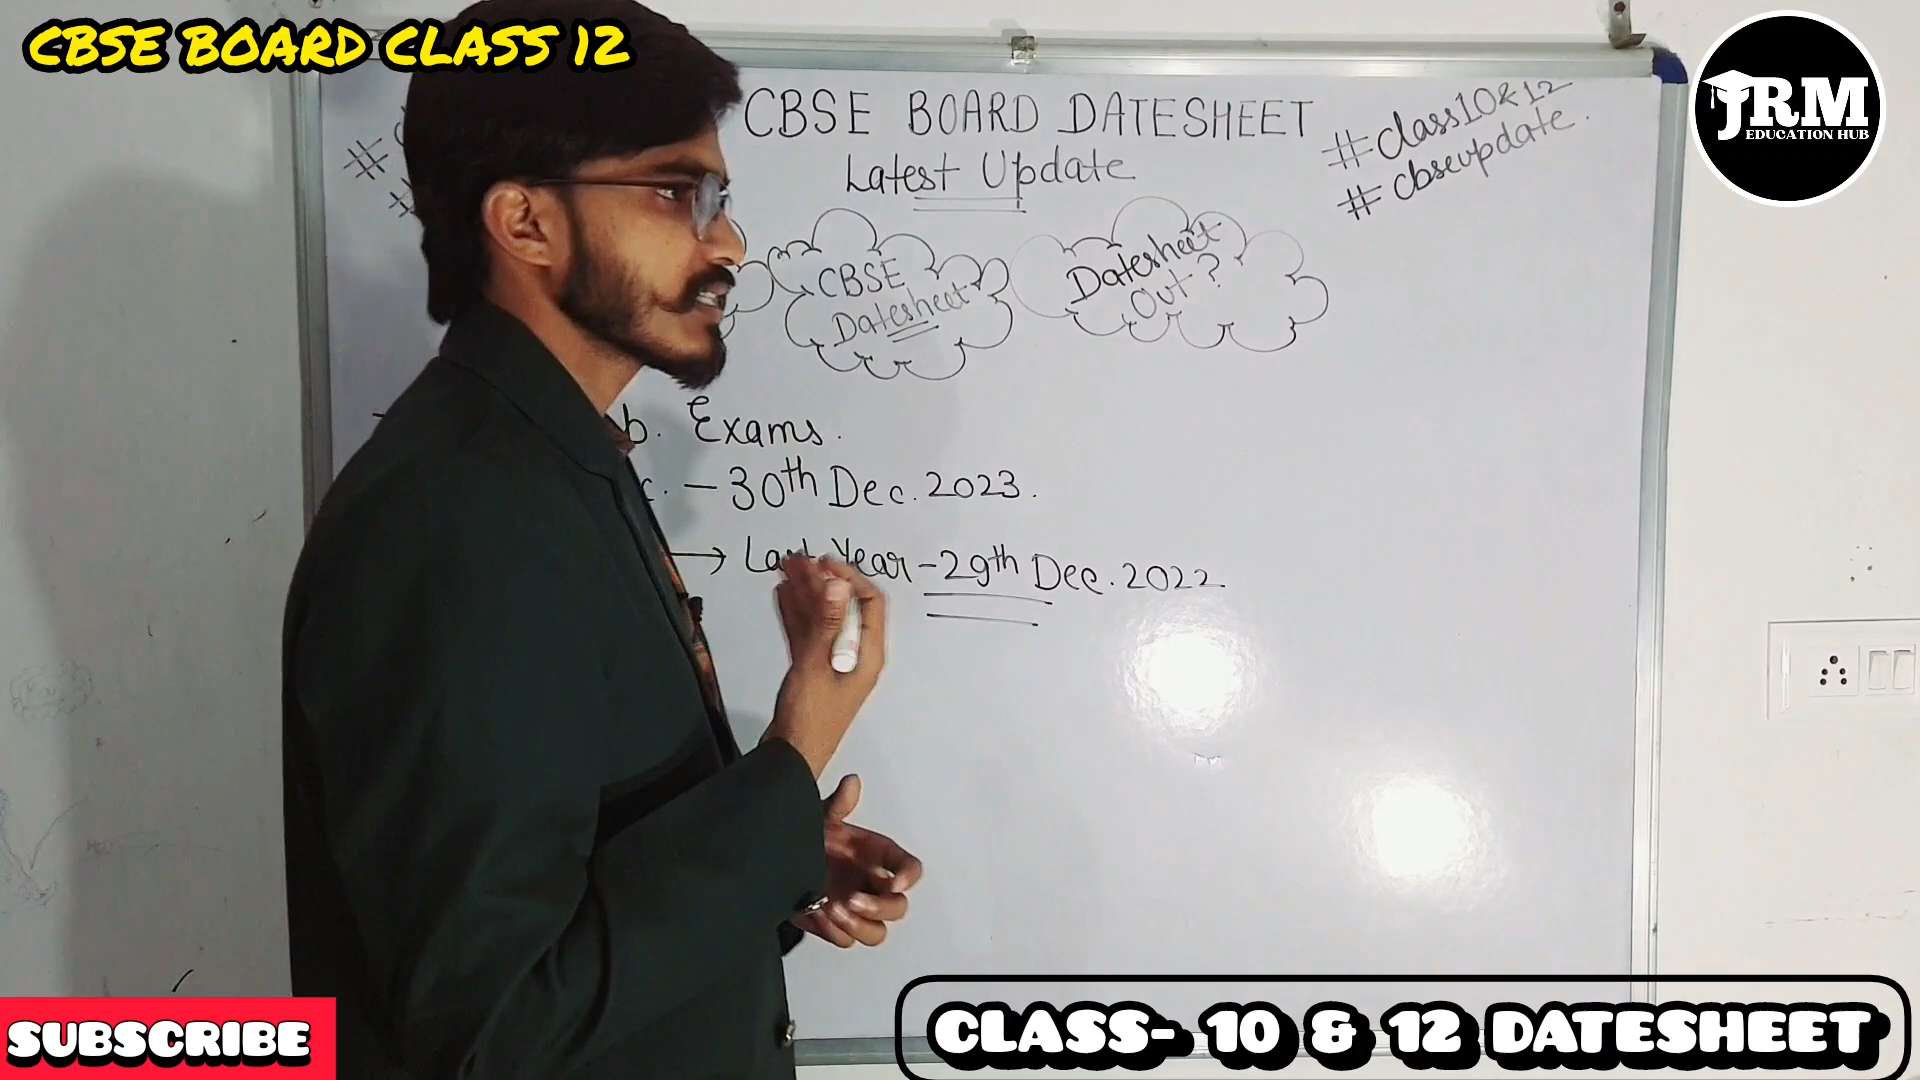 CBSE BOARD CLASS 12
JRM
EDUCATION HUB
CBSE BOARD DATESHEET
Latest Update
#class10&12
#cbseupdate.
CBSE
Datesheet
Datesheet
Out?
Exams.
- 30th Dec. 2023.
→ Last Year - 29th Dec. 2022
SUBSCRIBE
CLASS- 10 & 12 DATESHEET